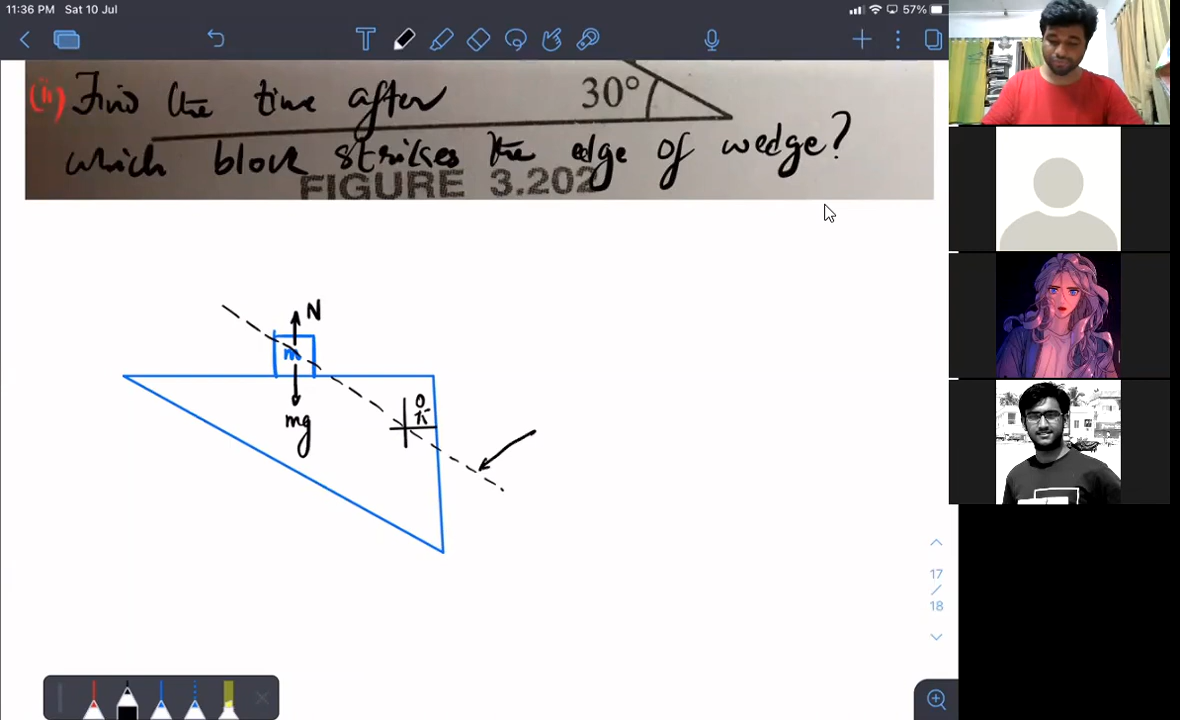 11:36 PM Sat 10 Jul
57%
(ii) Find the time after
30°
which block strikes the edge of wedge?
FIGURE 3.202
N
m
mg
17
/
18